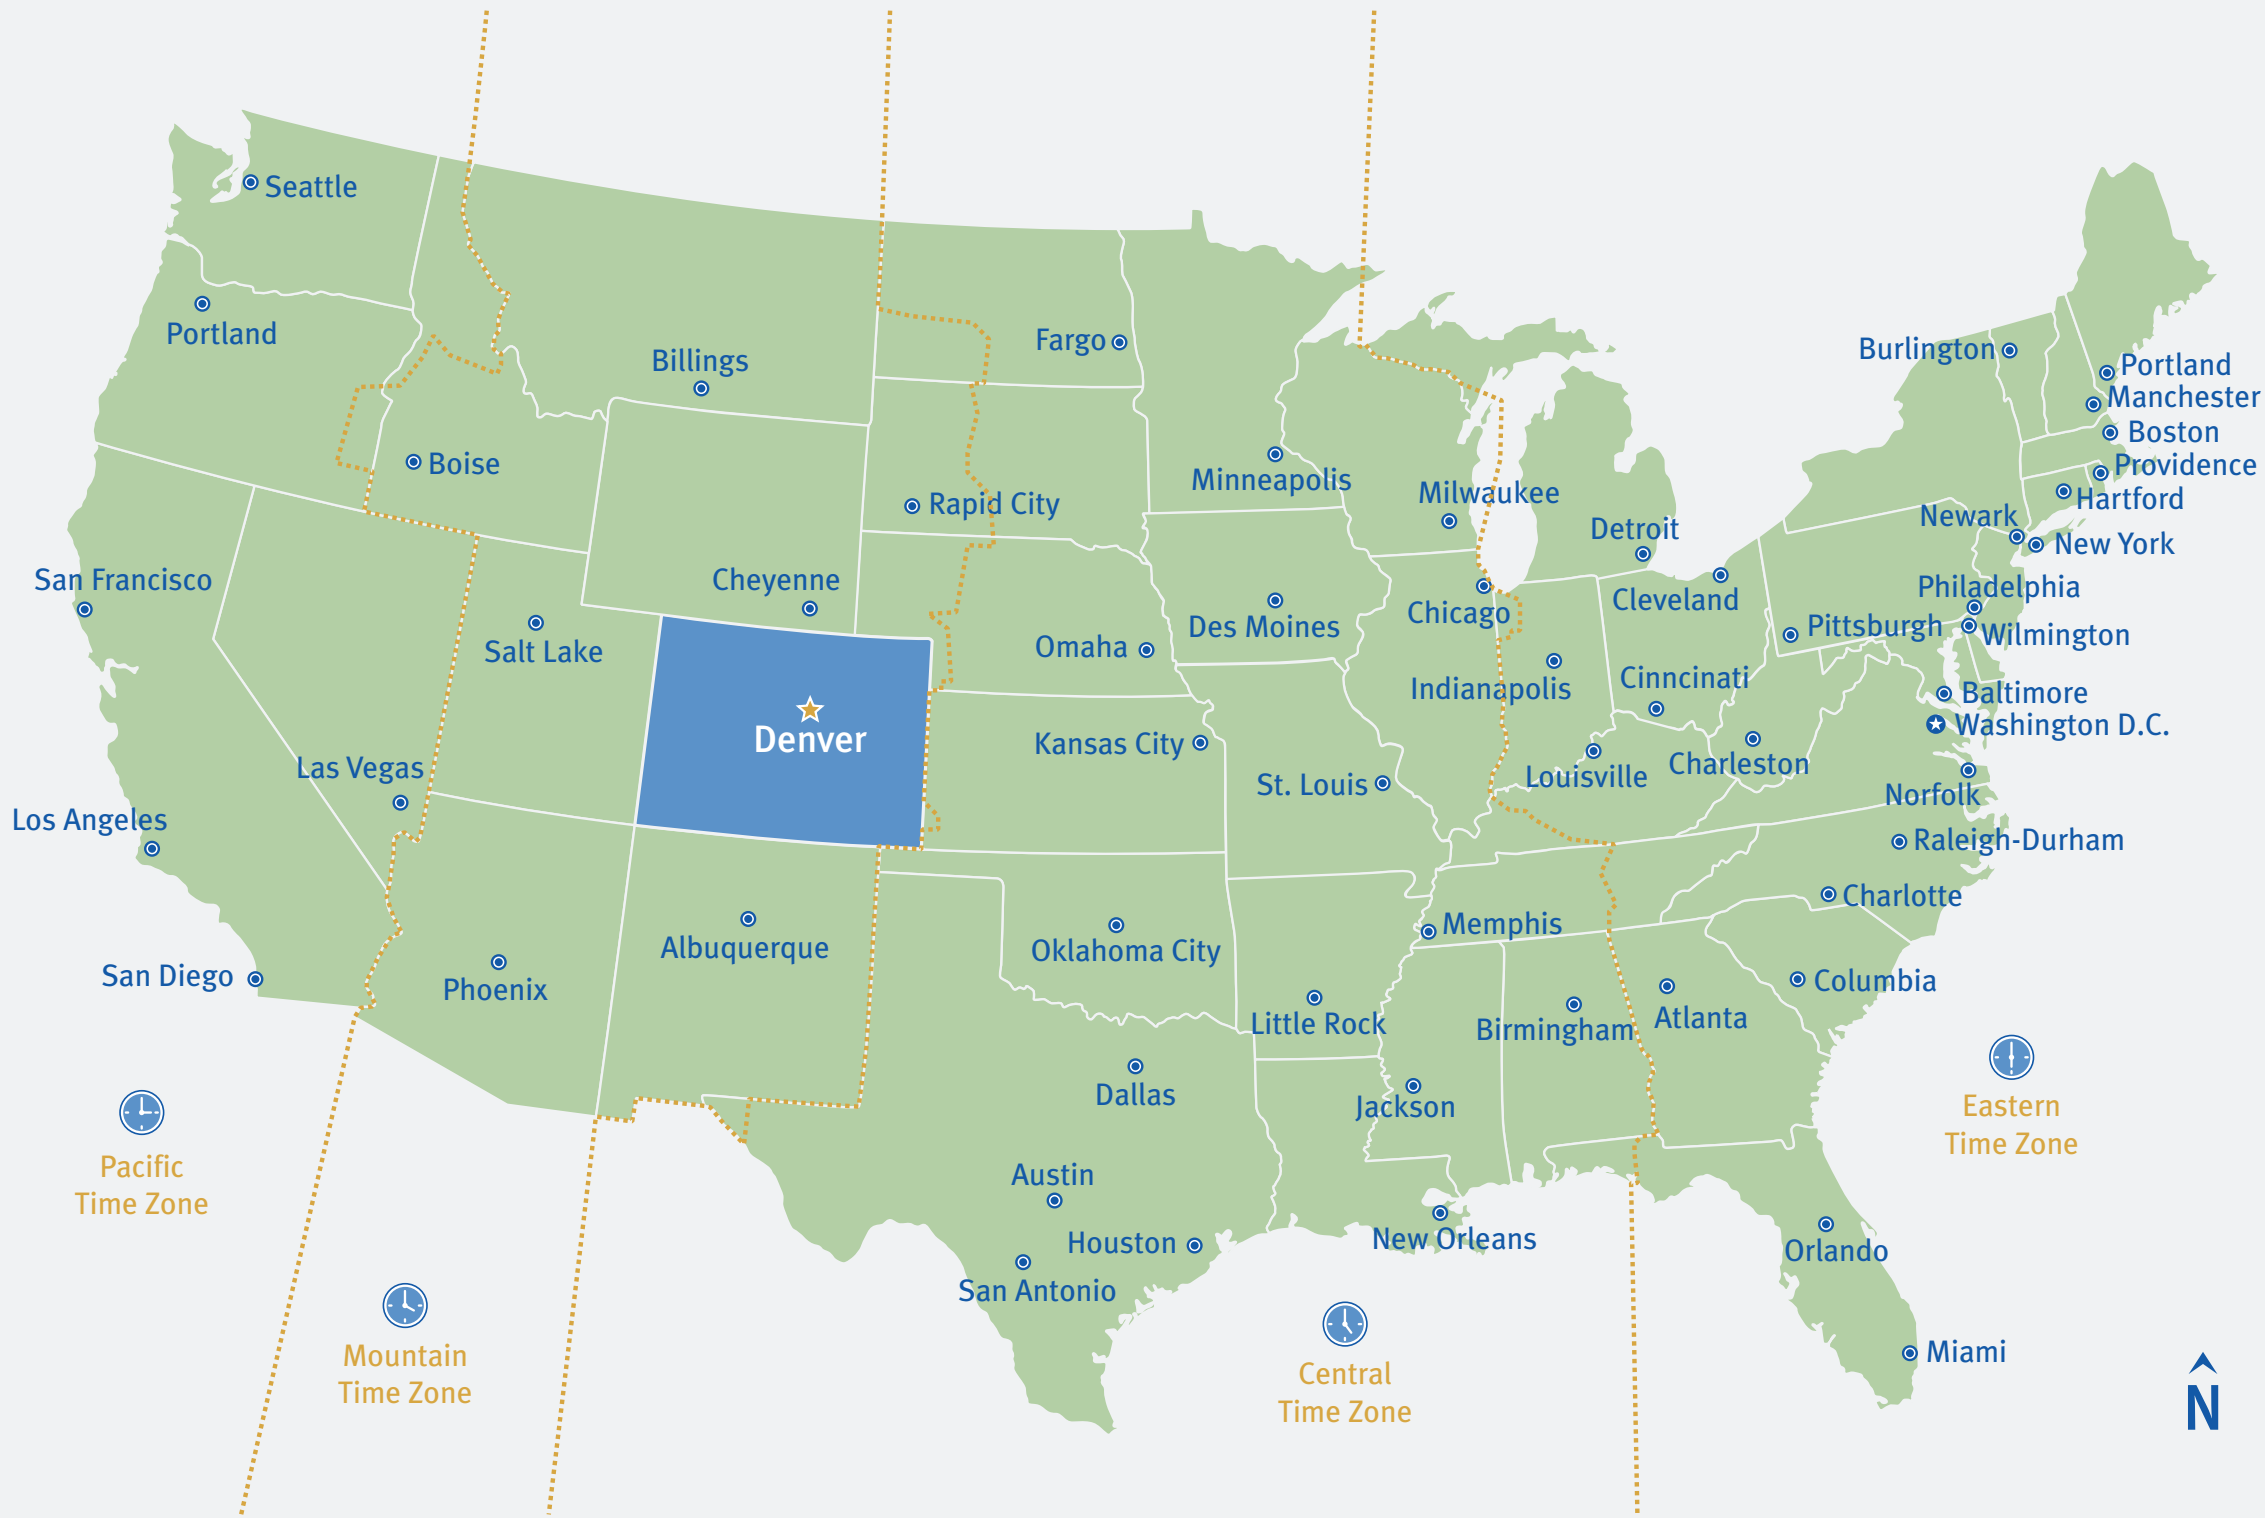 Seattle
Portland
Billings
Fargo
Burlington
Portland
Manchester
Boston
Providence
Hartford
Boise
Rapid City
Minneapolis
Milwaukee
Detroit
Newark
New York
San Francisco
Cheyenne
Salt Lake
Omaha
Des Moines
Chicago
Cleveland
Philadelphia
Pittsburgh
Wilmington
Indianapolis
Cinncinati
Baltimore
Washington D.C.
Denver
Kansas City
Las Vegas
St. Louis
Louisville
Charleston
Norfolk
Los Angeles
Raleigh-Durham
Charlotte
Memphis
Albuquerque
Oklahoma City
San Diego
Phoenix
Columbia
Little Rock
Birmingham
Atlanta
Dallas
Jackson
Eastern
Time Zone
Pacific
Time Zone
Austin
Houston
New Orleans
Orlando
San Antonio
Mountain
Time Zone
Central
Time Zone
Miami
N